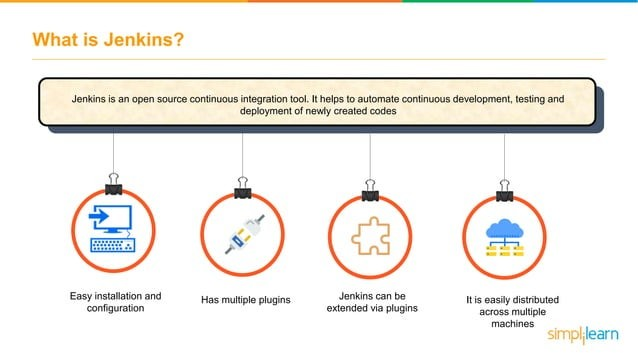 What is Jenkins?
Jenkins is an open source continuous integration tool. It helps to automate continuous development, testing and
deployment of newly created codes
Easy installation and
configuration
Has multiple plugins
Jenkins can be
extended via plugins
It is easily distributed
across multiple
machines
simplilearn